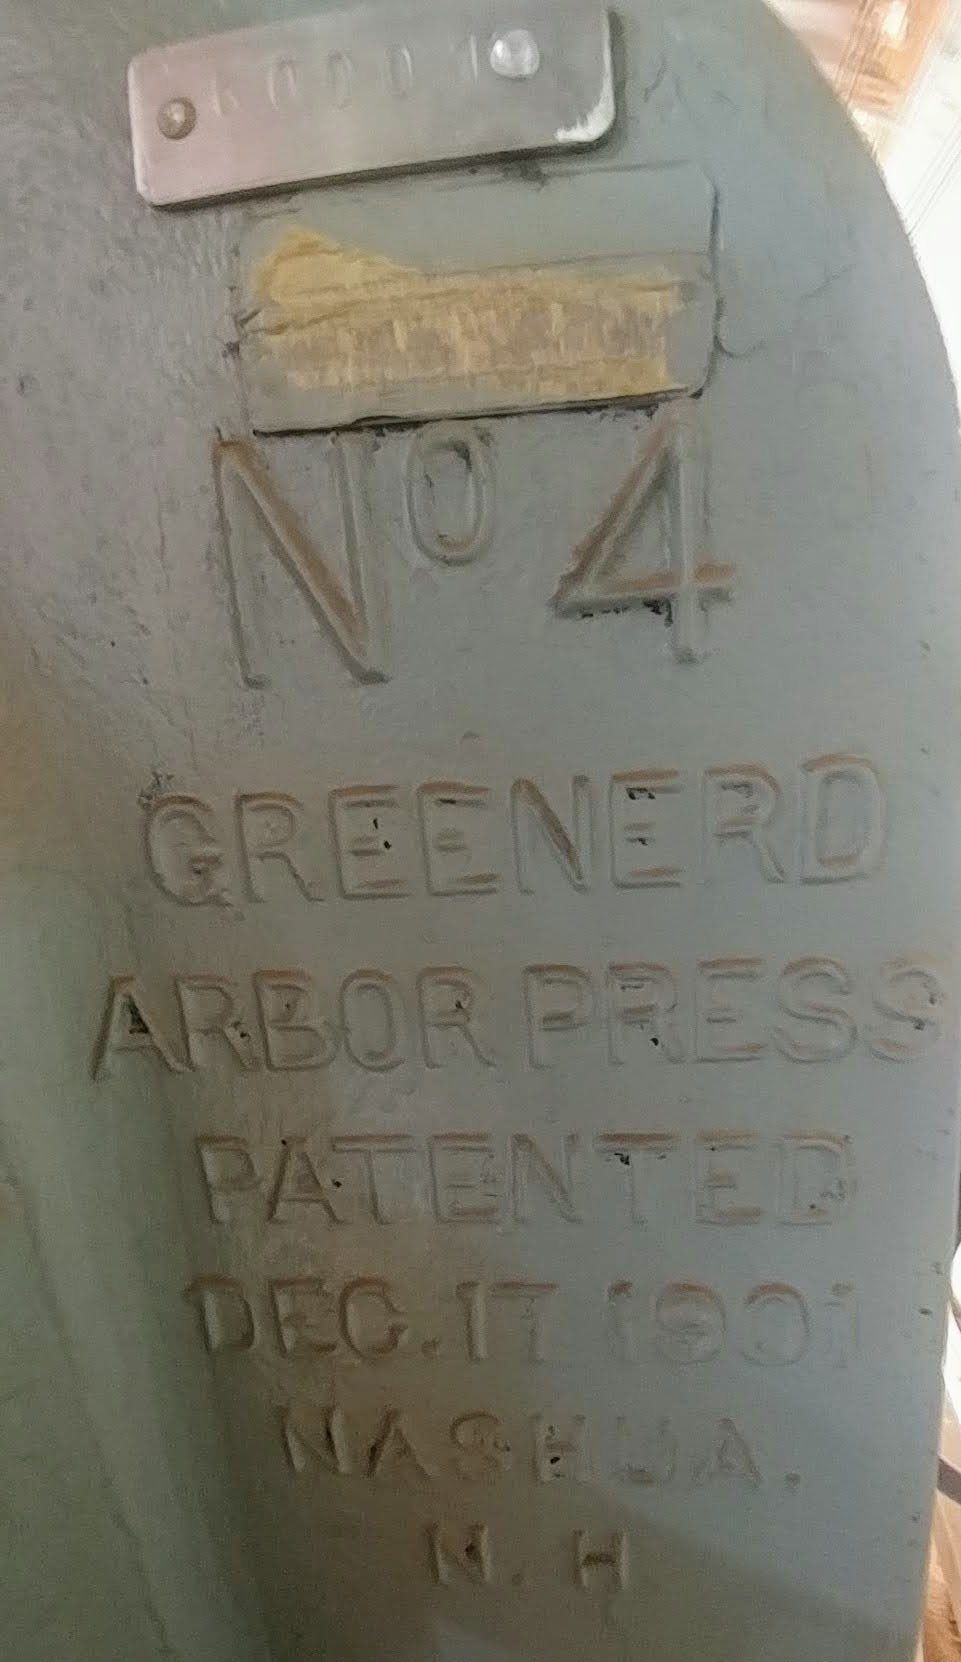 Nº 4
GREENERD
ARBOR PRESS
PATENTED
DEC. 17 1901
NASHUA.
N. H